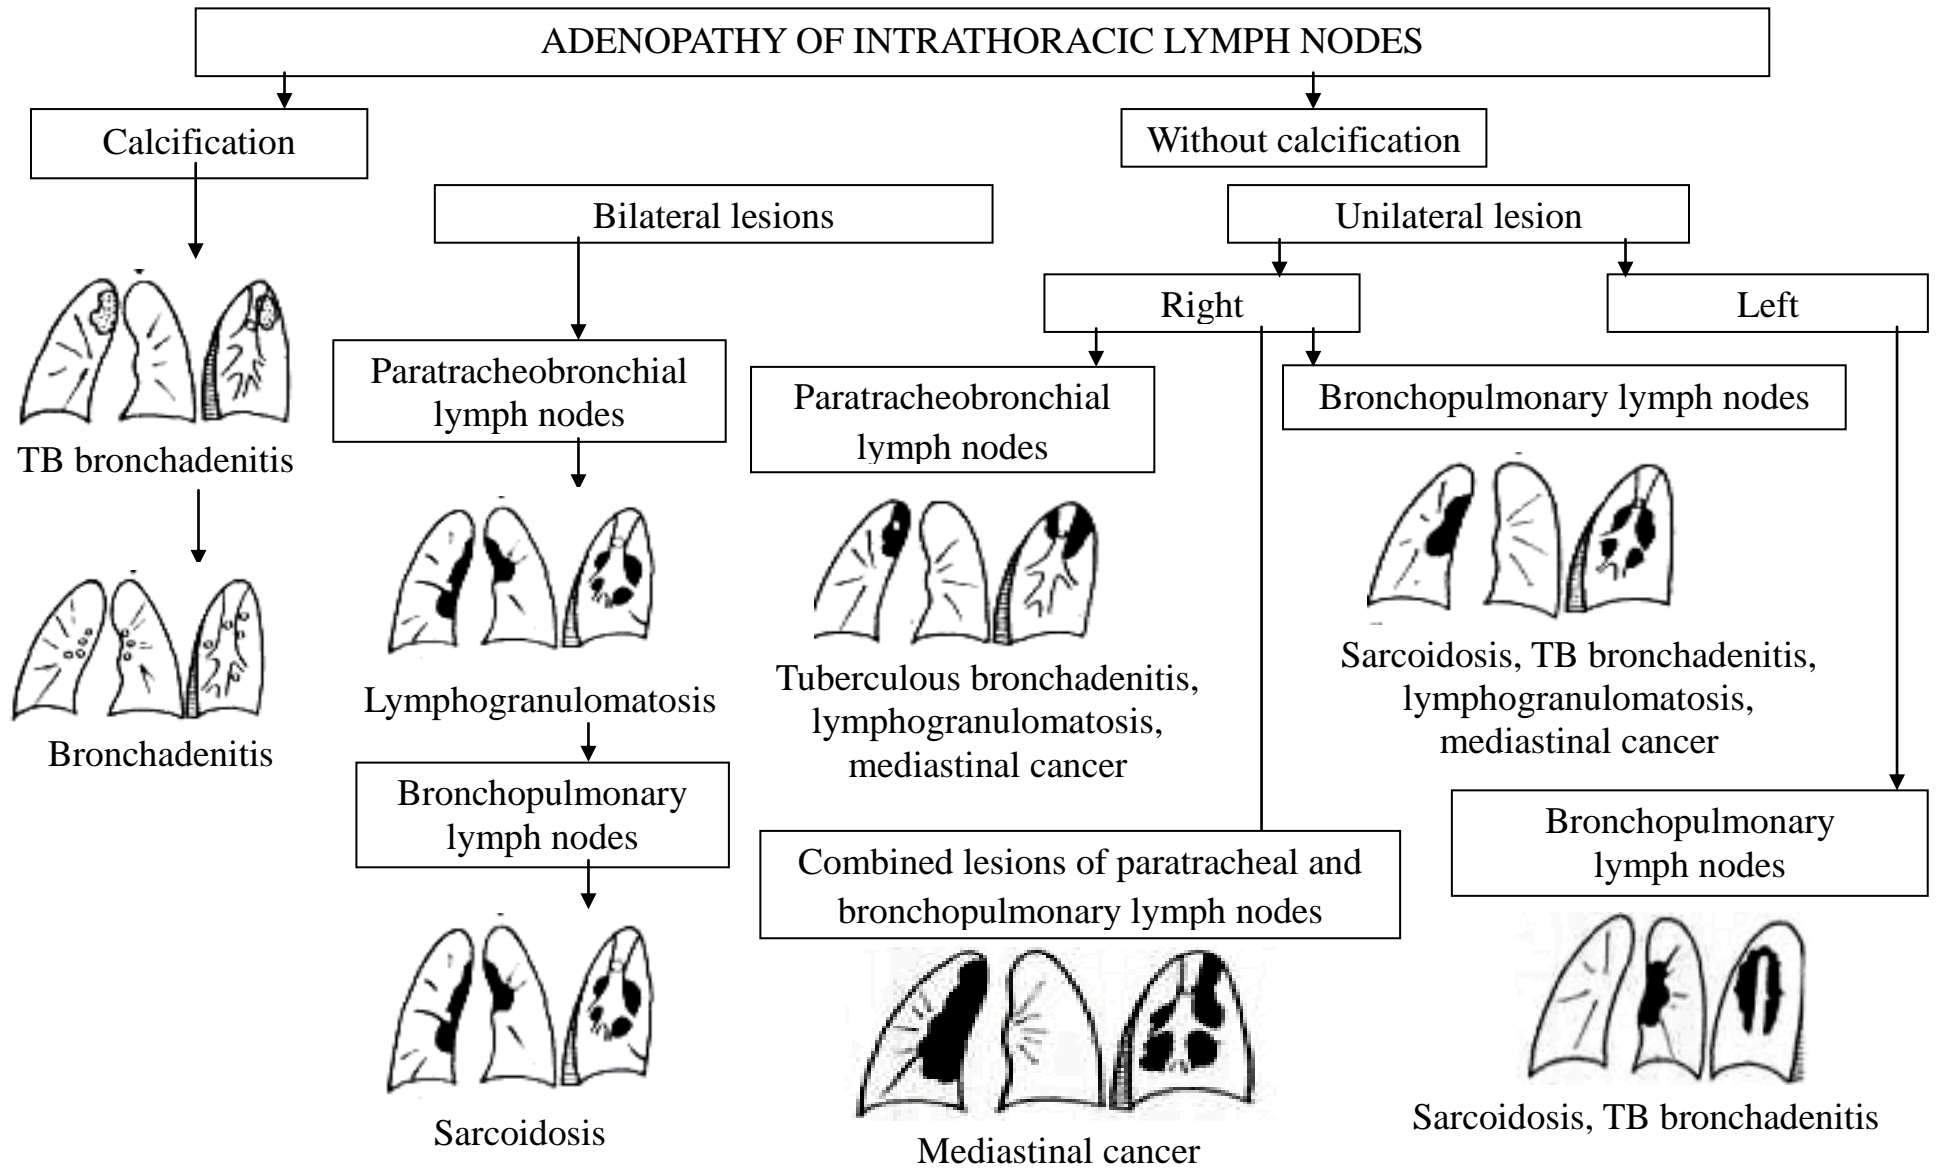 ADENOPATHY OF INTRATHORACIC LYMPH NODES
Calcification
Without calcification
Bilateral lesions
Unilateral lesion
Right
Left
Paratracheobronchial
lymph nodes
Paratracheobronchial
lymph nodes
Bronchopulmonary lymph nodes
TB bronchadenitis
Bronchadenitis
Lymphogranulomatosis
Bronchopulmonary
lymph nodes
Sarcoidosis
Tuberculous bronchadenitis,
lymphogranulomatosis,
mediastinal cancer
Sarcoidosis, TB bronchadenitis,
lymphogranulomatosis,
mediastinal cancer
Combined lesions of paratracheal and
bronchopulmonary lymph nodes
Mediastinal cancer
Bronchopulmonary
lymph nodes
Sarcoidosis, TB bronchadenitis